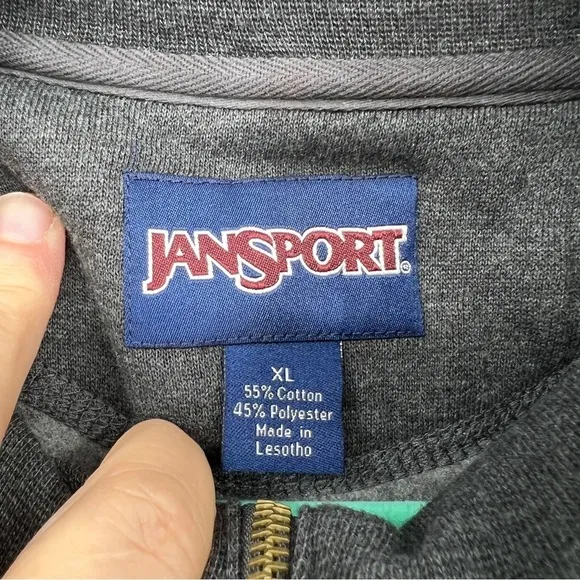 JANSPORT®
XL
55% Cotton
45% Polyester
Made in
Lesotho